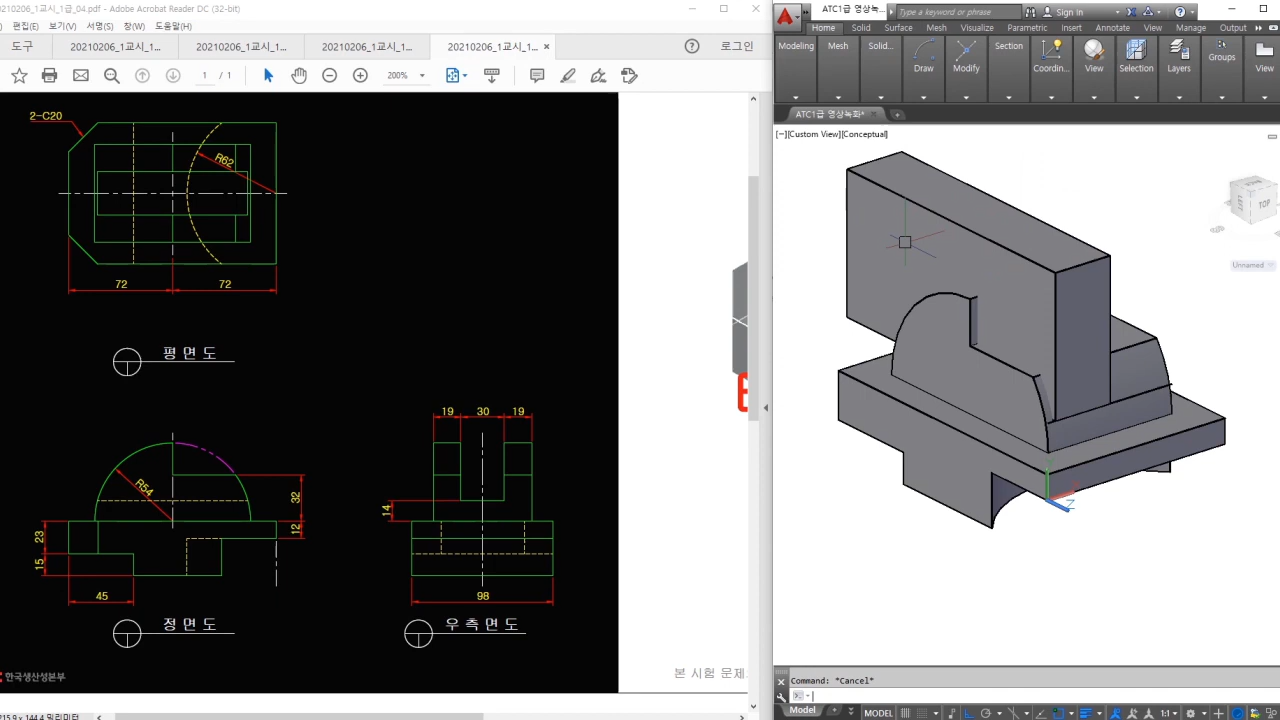 20210206_1교시_1급_04.pdf - Adobe Acrobat Reader DC (32-bit)
편집(E) 보기(V) 서명(S) 창(W) 도움말(H)
도구 20210206_1교시_1... 20210206_1교시_1... 20210206_1교시_1... 20210206_1교시_1... × 로그인
1 / 1 200%
2-C20
R62
72 72
평면도
19 30 19
R54
32
14
23
12
15
45
98
정면도
우측면도
한국생산성본부
본 시험 문제
215.9 x 144.4 밀리미터
ATC1급 영상녹...
Type a keyword or phrase
Sign In
Home Solid Surface Mesh Visualize Parametric Insert Annotate View Manage Output
Modeling Mesh Solid... Draw Modify Section Coordin... View Selection Layers Groups View
ATC1급 영상녹화*
[−][Custom View][Conceptual]
TOP
Unnamed
Z
Command: *Cancel*
Model
MODEL 1:1